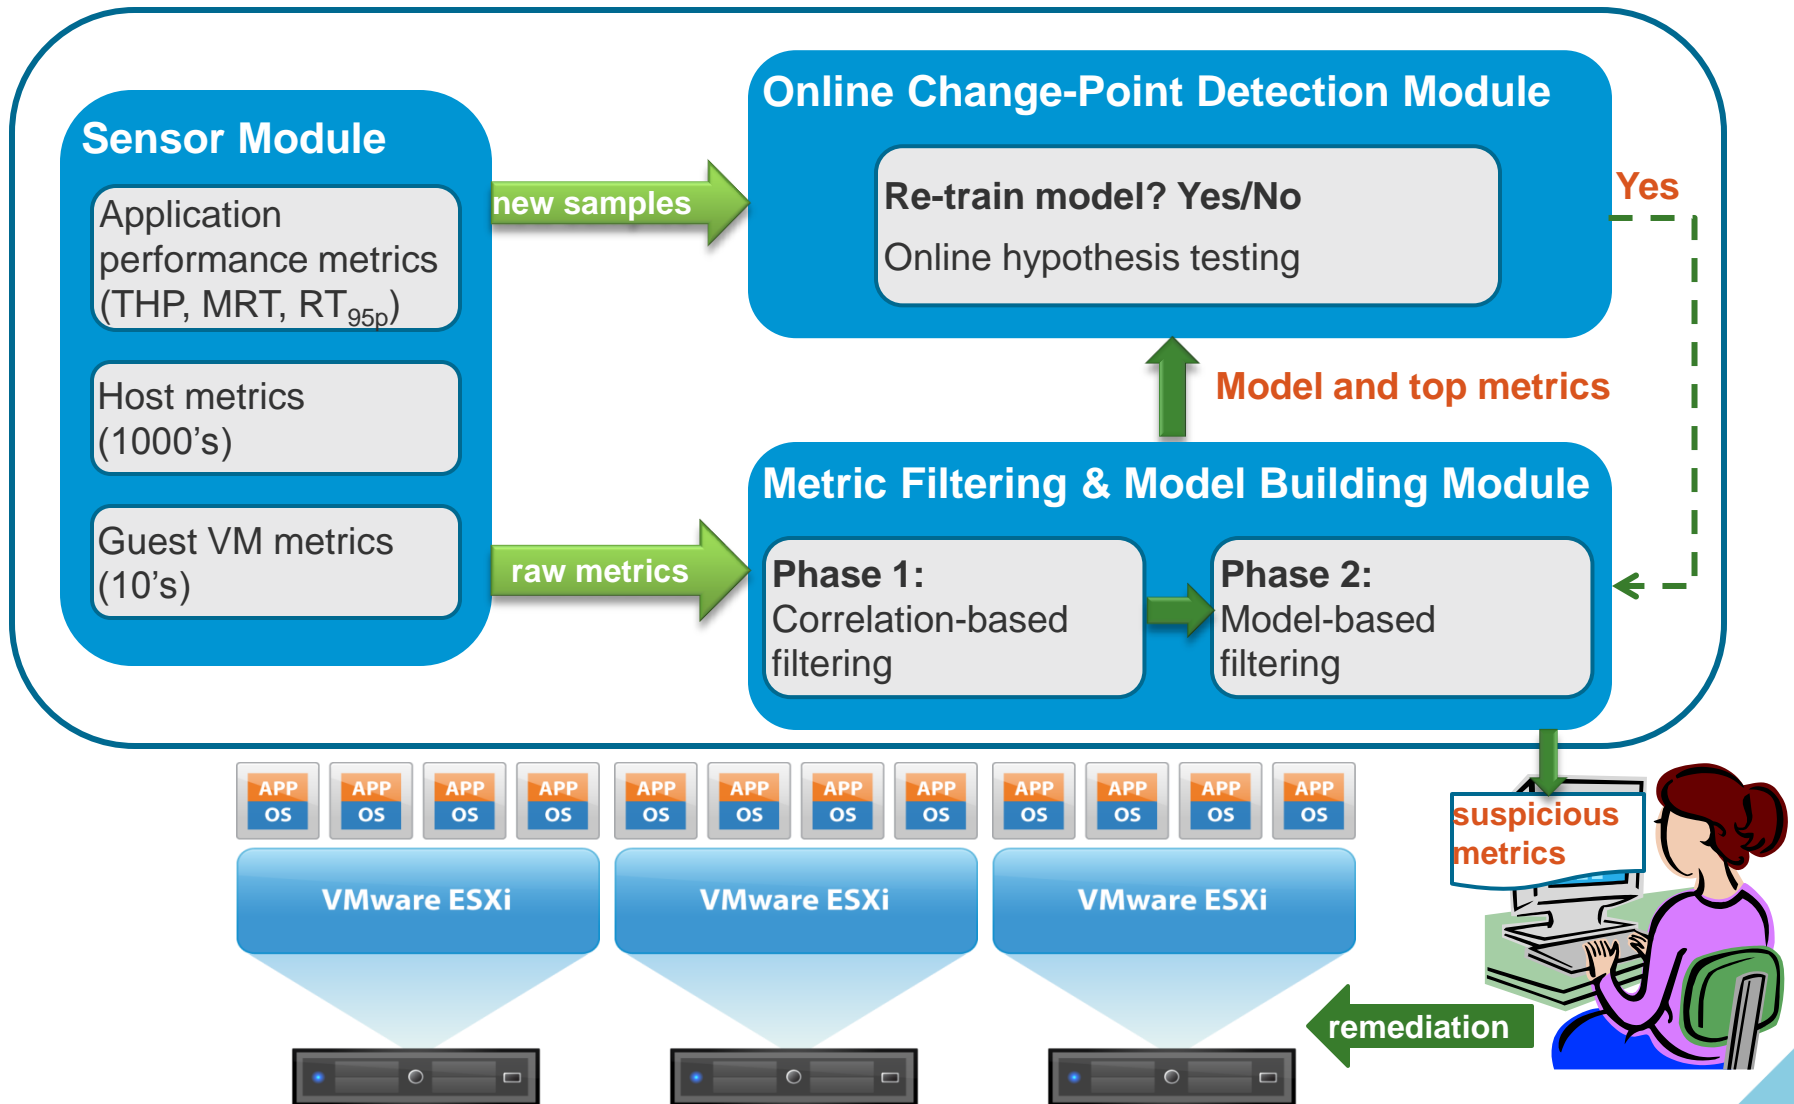 Sensor Module
Application
performance metrics
(THP, MRT, RT95p)
Host metrics
(1000’s)
Guest VM metrics
(10’s)
new samples
raw metrics
Online Change-Point Detection Module
Re-train model? Yes/No
Online hypothesis testing
Yes
Model and top metrics
Metric Filtering & Model Building Module
Phase 1:
Correlation-based
filtering
Phase 2:
Model-based
filtering
APP
OS
APP
OS
APP
OS
APP
OS
APP
OS
APP
OS
APP
OS
APP
OS
APP
OS
APP
OS
APP
OS
APP
OS
VMware ESXi
VMware ESXi
VMware ESXi
suspicious
metrics
remediation